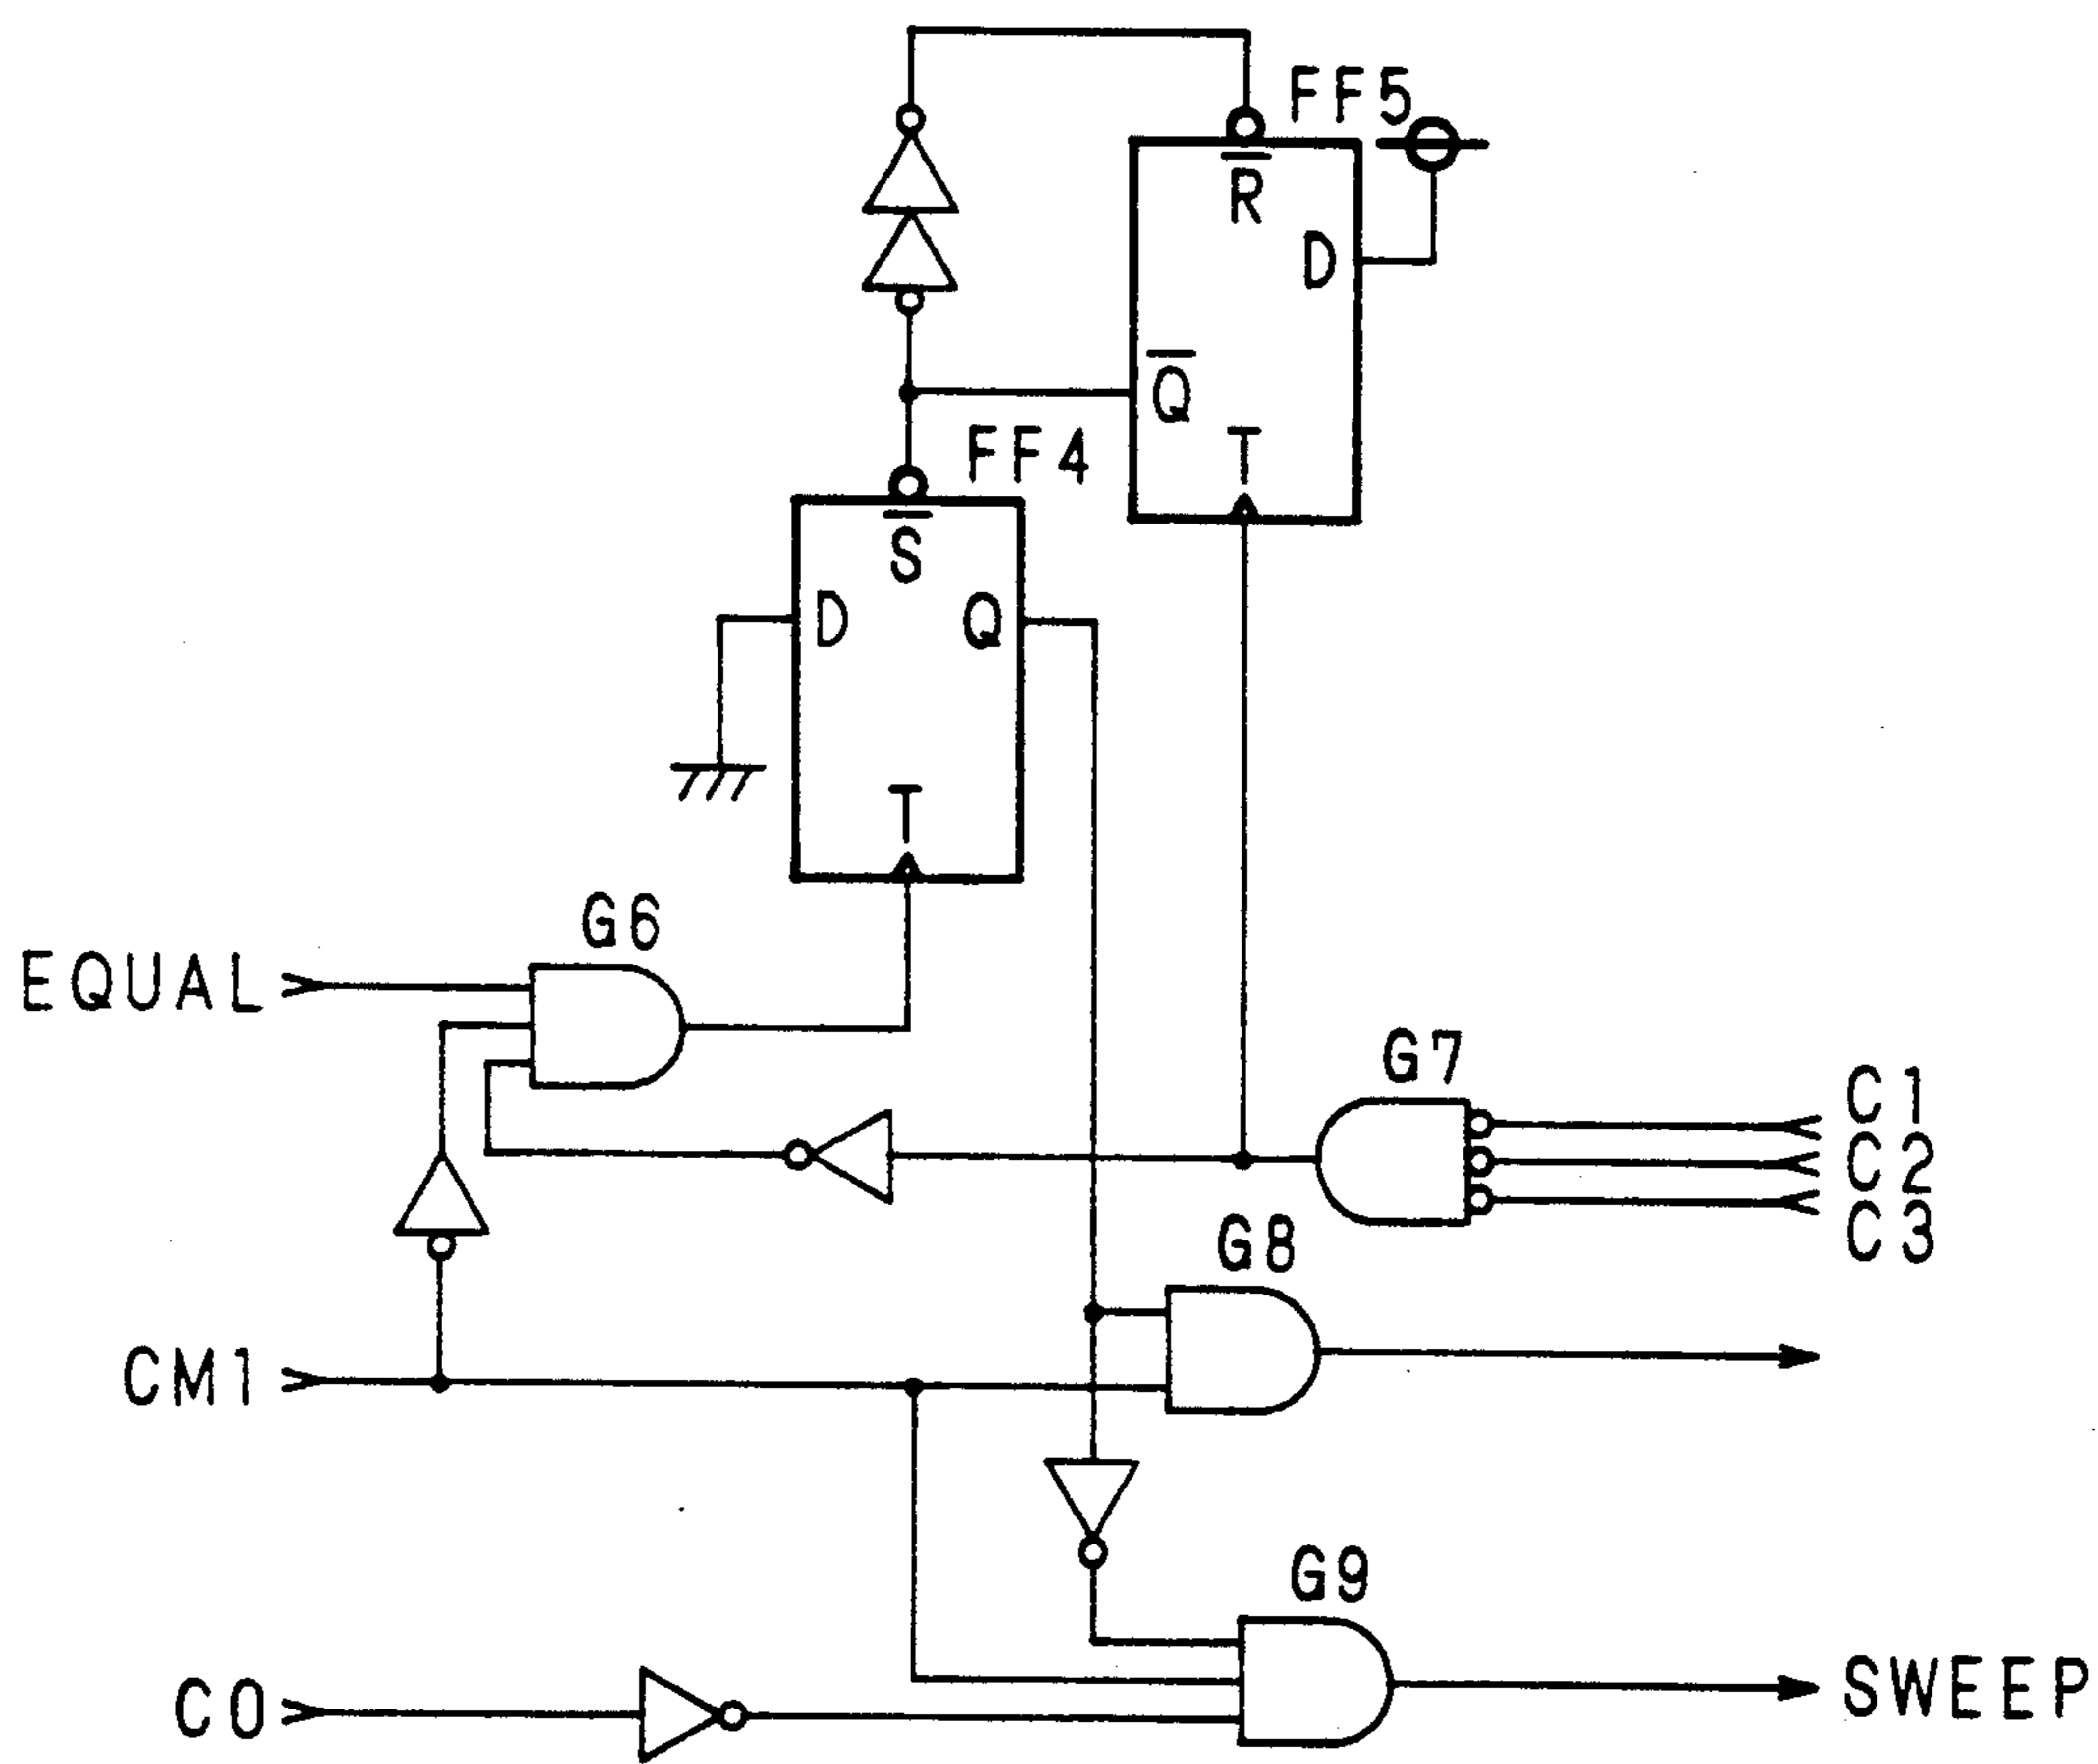 FF5
R̅
D
Q̅
T
FF4
S̅
D Q
T
G6
EQUAL
G7
C1
C2
C3
G8
CM1
G9
C0
SWEEP